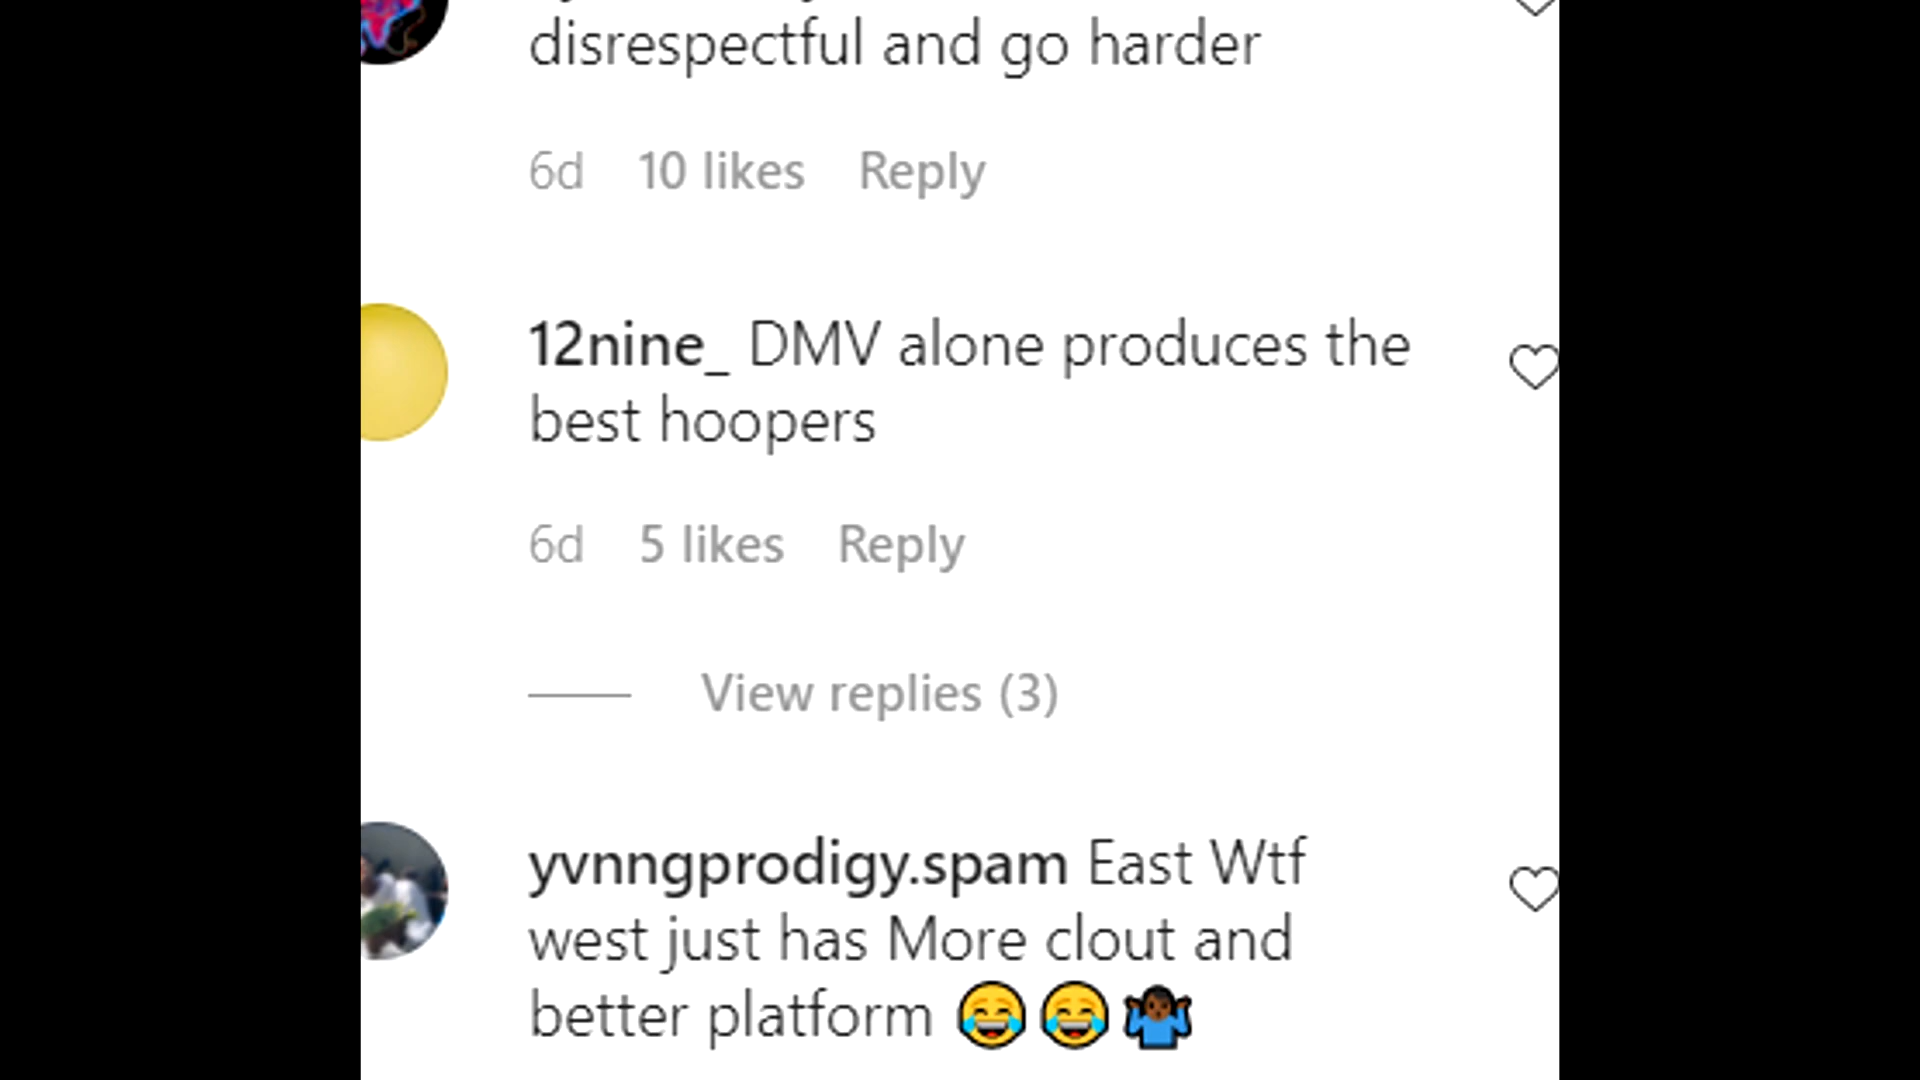 disrespectful and go harder
6d 10 likes Reply
12nine_ DMV alone produces the
best hoopers
6d 5 likes Reply
View replies (3)
yvnngprodigy.spam East Wtf
west just has More clout and
better platform 😂😂🤷🏾‍♂️